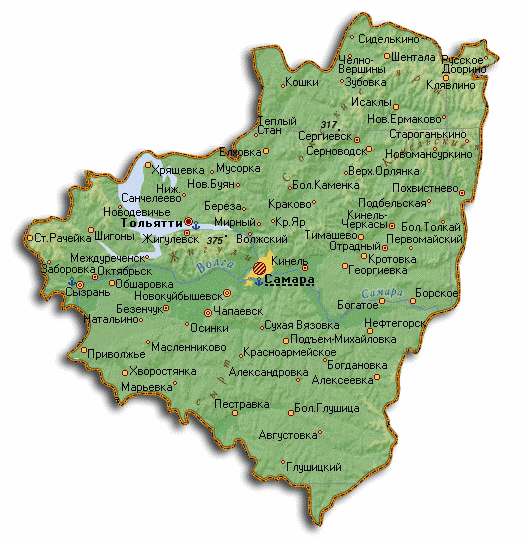 Сиделькино
Челно-
Вершины
Шентала
Русское
Доорино
Кошки
Зубовка
Клявлино
Исаклы
Теплый
Стан
317
Нов.Ермаково
Сергиевск
Староганькино
Елховка
Серноводск
Новомансуркино
Хрящевка
Мусорка
Верх.Орлянка
Ниж.
Санчелеево
Нов.Буян
Бол.Каменка
Похвистнево
Новодевичье
Береза
Краково
Подбельская
Тольятти
Мирный
Кр.Яр
Кинель-
Черкасы
Бол.Толкай
Ст.Рачейка
Шигоны
Жигулевск
375
Волжский
Тимашево
Отрадный
Первомайский
Междуреченск
Волга
Кинель
Кротовка
Заборовка
Октябрьск
Георгиевка
Сызрань
Обшаровка
Самара
Новокуйбышевск
Самара
Богатое
Борское
Безенчук
Чапаевск
Натальино
Осинки
Сухая Вязовка
Нефтегорск
Подъем-Михайловка
Приволжье
Масленниково
Красноармейское
Хворостянка
Александровка
Богдановка
Марьевка
Алексеевка
Пестравка
Бол.Глушица
Августовка
Глушицкий